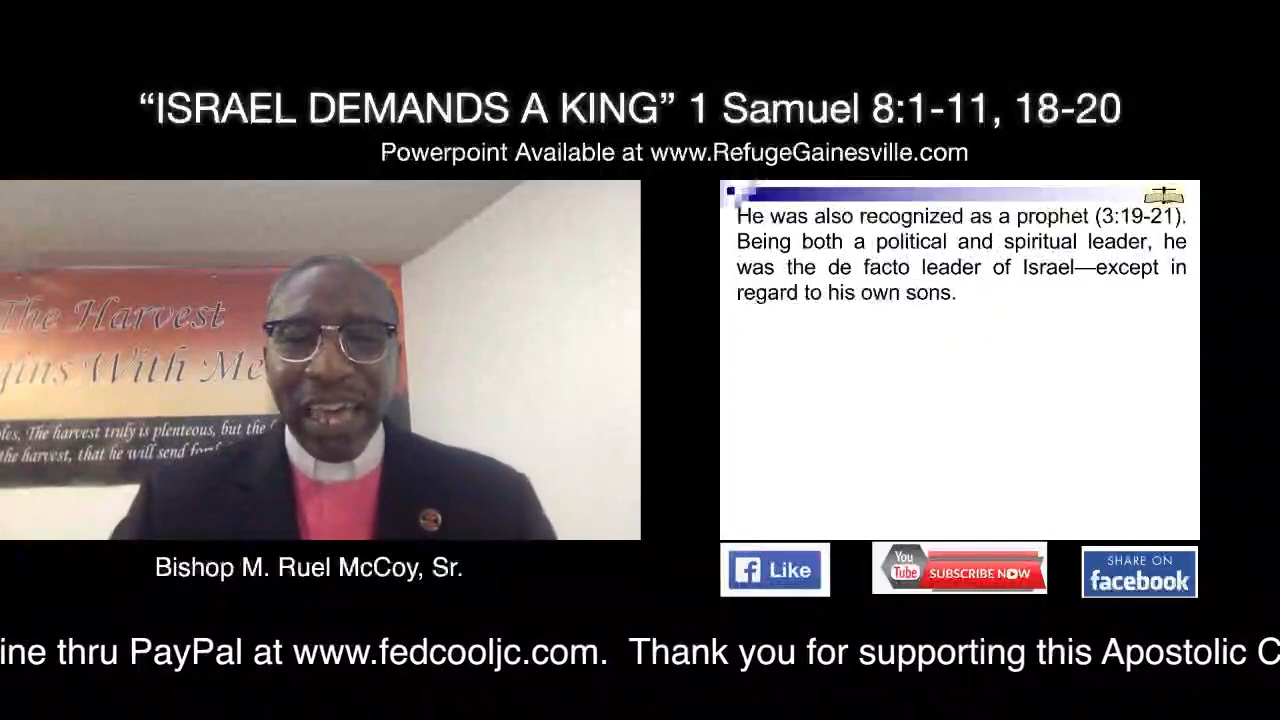 “ISRAEL DEMANDS A KING” 1 Samuel 8:1-11, 18-20
Powerpoint Available at www.RefugeGainesville.com
The Harvest
gins With Me
les, The harvest truly is plenteous, but the
the harvest, that he will send
He was also recognized as a prophet (3:19-21).
Being both a political and spiritual leader, he
was the de facto leader of Israel—except in
regard to his own sons.
Bishop M. Ruel McCoy, Sr.
Like
You
Tube
SUBSCRIBE NOW
SHARE ON
facebook
ine thru PayPal at www.fedcooljc.com. Thank you for supporting this Apostolic C